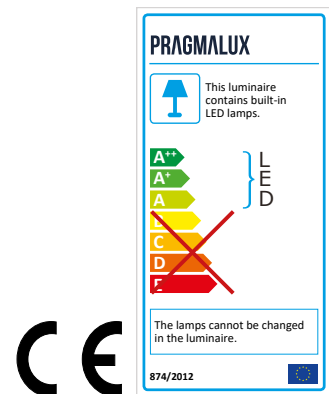 PRAGMALUX
This luminaire
contains built-in
LED lamps.
A++
A+
A
B
C
D
E
L
E
D
The lamps cannot be changed
in the luminaire.
874/2012
CE